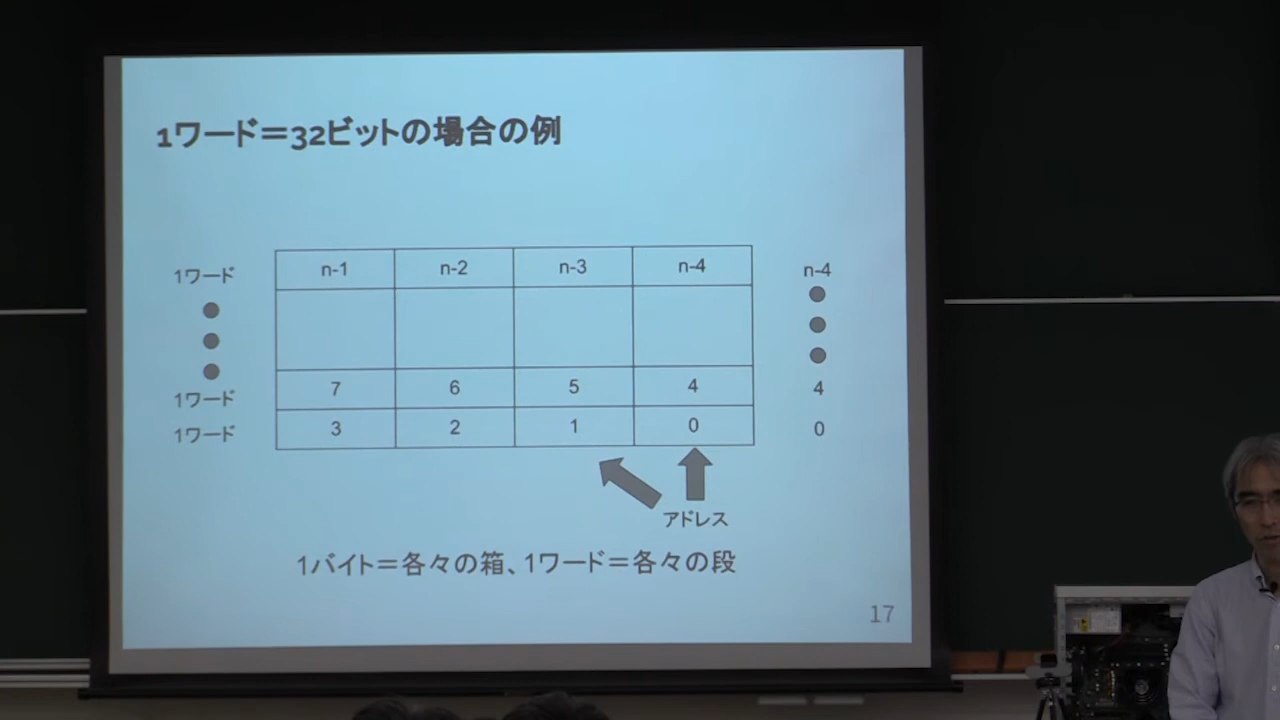 1ワード=32ビットの場合の例
1ワード n-1 n-2 n-3 n-4 n-4
1ワード 7 6 5 4 4
1ワード 3 2 1 0 0
アドレス
1バイト=各々の箱、1ワード=各々の段
17